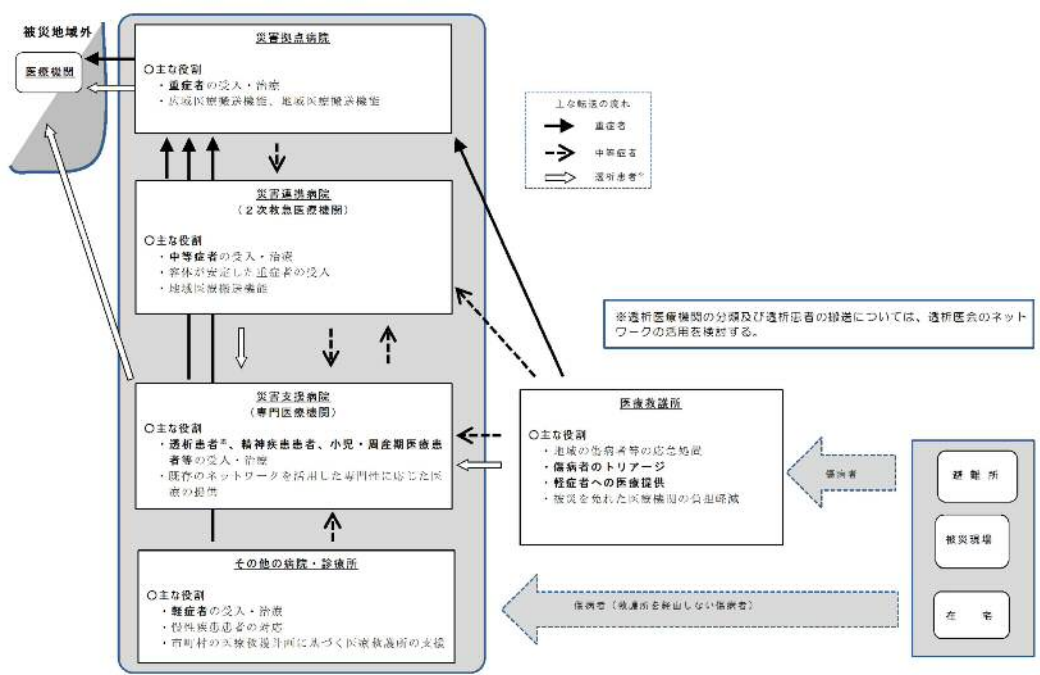 被災地域外
医療機関
災害拠点病院
○主な役割
・重症者の受入・治療
・広域医療搬送機能、地域医療搬送機能
主な転送の流れ
重症者
中等症者
透析患者※
災害連携病院
(2次救急医療機関)
○主な役割
・中等症者の受入・治療
・容体が安定した重症者の受入
・地域医療搬送機能
※透析医療機関の分類及び透析患者の搬送については、透析医会のネット
ワークの活用を検討する。
災害支援病院
(専門医療機関)
○主な役割
・透析患者※、精神疾患患者、小児・周産期医療患
者等の受入・治療
・既存のネットワークを活用した専門性に応じた医
療の提供
医療救護所
○主な役割
・地域の傷病者等の応急処置
・傷病者のトリアージ
・軽症者への医療提供
・被災を免れた医療機関の負担軽減
傷病者
避難所
被災現場
在 宅
その他の病院・診療所
○主な役割
・軽症者の受入・治療
・慢性疾患患者の対応
・市町村の医療救護計画に基づく医療救護所の支援
傷病者(救護所を経由しない傷病者)